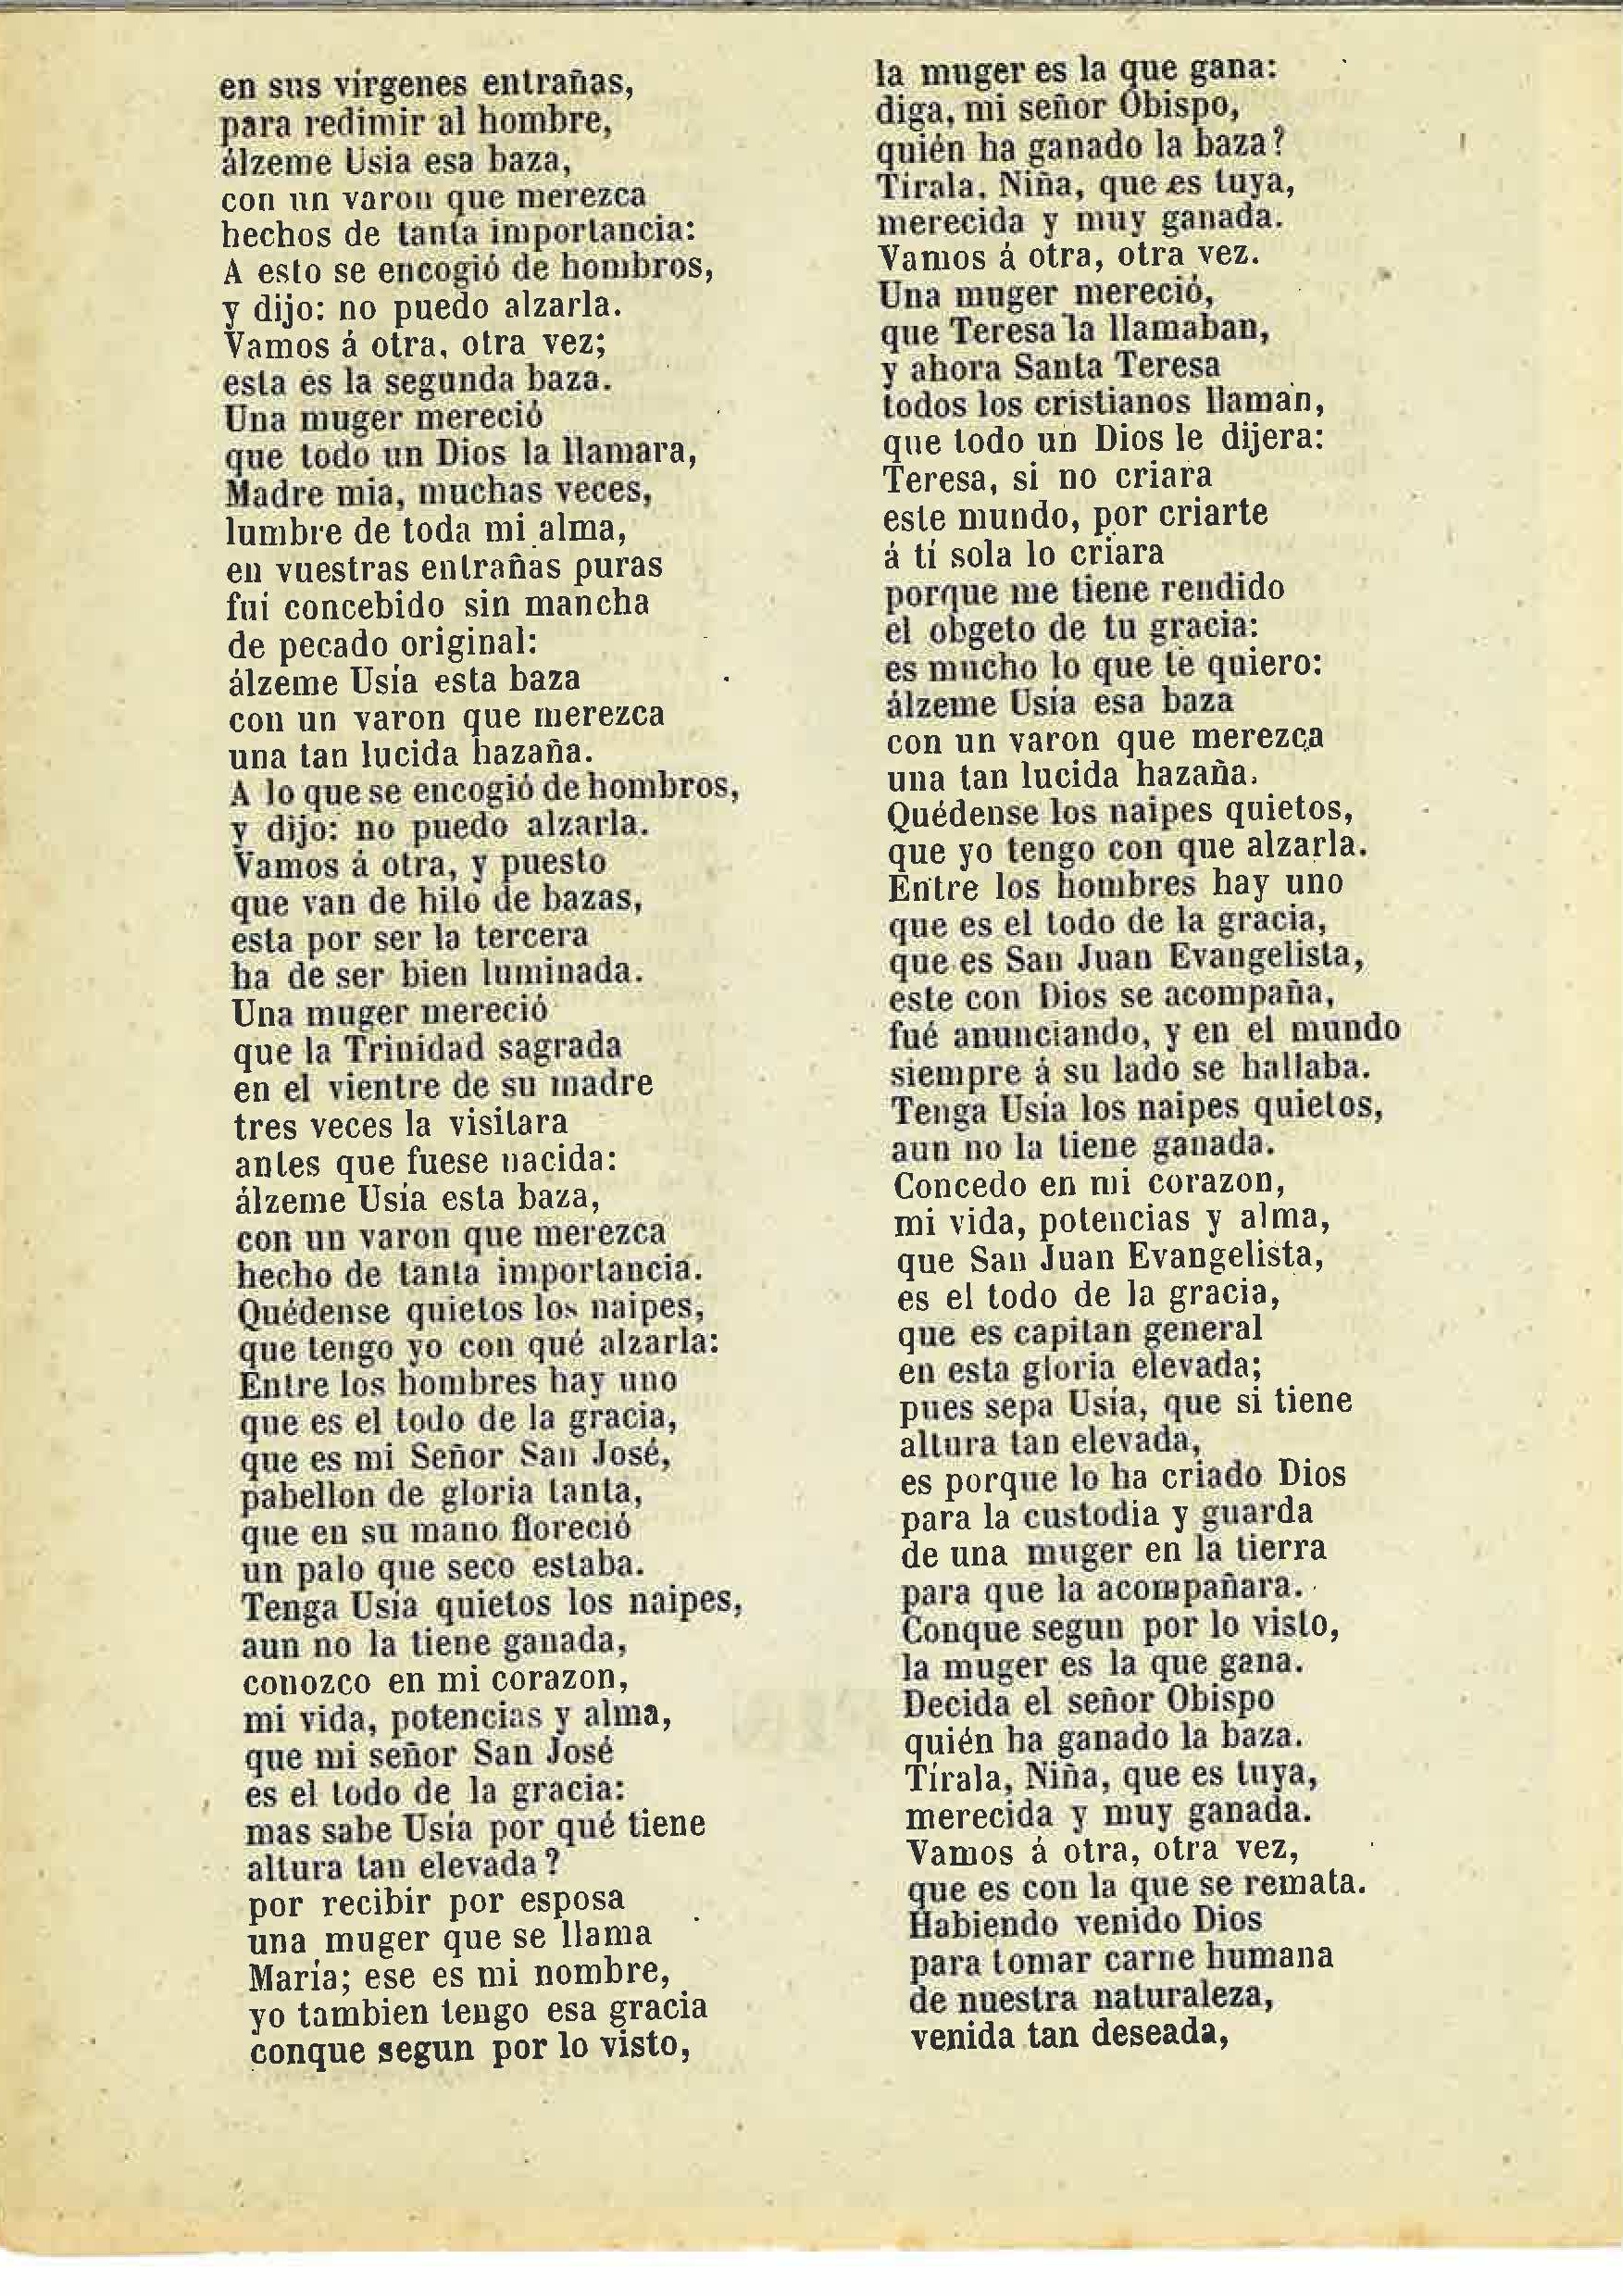 en sus vírgenes entrañas,
para redimir al hombre,
álzeme Usia esa baza,
con un varon que merezca
hechos de tanta importancia:
A esto se encogió de hombros,
y dijo: no puedo alzarla.
Vamos á otra, otra vez;
esta es la segunda baza.
Una muger mereció
que todo un Dios la llamara,
Madre mia, muchas veces,
lumbre de toda mi alma,
en vuestras entrañas puras
fui concebido sin mancha
de pecado original:
álzeme Usía esta baza
con un varon que merezca
una tan lucida hazaña.
A lo que se encogió de hombros,
y dijo: no puedo alzarla.
Vamos á otra, y puesto
que van de hilo de bazas,
esta por ser la tercera
ha de ser bien luminada.
Una muger mereció
que la Trinidad sagrada
en el vientre de su madre
tres veces la visitara
antes que fuese nacida:
álzeme Usía esta baza,
con un varon que merezca
hecho de tanta importancia.
Quédense quietos los naipes,
que tengo yo con qué alzarla:
Entre los hombres hay uno
que es el todo de la gracia,
que es mi Señor San José,
pabellon de gloria tanta,
que en su mano floreció
un palo que seco estaba.
Tenga Usía quietos los naipes,
aun no la tiene ganada,
conozco en mi corazon,
mi vida, potencias y alma,
que mi señor San José
es el todo de la gracia:
mas sabe Usía por qué tiene
altura tan elevada?
por recibir por esposa
una muger que se llama
María; ese es mi nombre,
yo tambien tengo esa gracia
conque segun por lo visto,
la muger es la que gana:
diga, mi señor Obispo,
quién ha ganado la baza?
Tirala, Niña, que es tuya,
merecida y muy ganada.
Vamos á otra, otra vez.
Una muger mereció,
que Teresa la llamaban,
y ahora Santa Teresa
todos los cristianos llaman,
que todo un Dios le dijera:
Teresa, si no criara
este mundo, por criarte
á tí sola lo criara
porque me tiene rendido
el obgeto de tu gracia:
es mucho lo que te quiero:
álzeme Usía esa baza
con un varon que merezca
una tan lucida hazaña.
Quédense los naipes quietos,
que yo tengo con que alzarla.
Entre los hombres hay uno
que es el todo de la gracia,
que es San Juan Evangelista,
este con Dios se acompaña,
fué anunciando, y en el mundo
siempre á su lado se hallaba.
Tenga Usía los naipes quietos,
aun no la tiene ganada.
Concedo en mi corazon,
mi vida, potencias y alma,
que San Juan Evangelista,
es el todo de la gracia,
que es capitan general
en esta gloria elevada;
pues sepa Usía, que si tiene
altura tan elevada,
es porque lo ha criado Dios
para la custodia y guarda
de una muger en la tierra
para que la acompañara.
Conque segun por lo visto,
la muger es la que gana.
Decida el señor Obispo
quién ha ganado la baza.
Tírala, Niña, que es tuya,
merecida y muy ganada.
Vamos á otra, otra vez,
que es con la que se remata.
Habiendo venido Dios
para tomar carne humana
de nuestra naturaleza,
venida tan deseada,